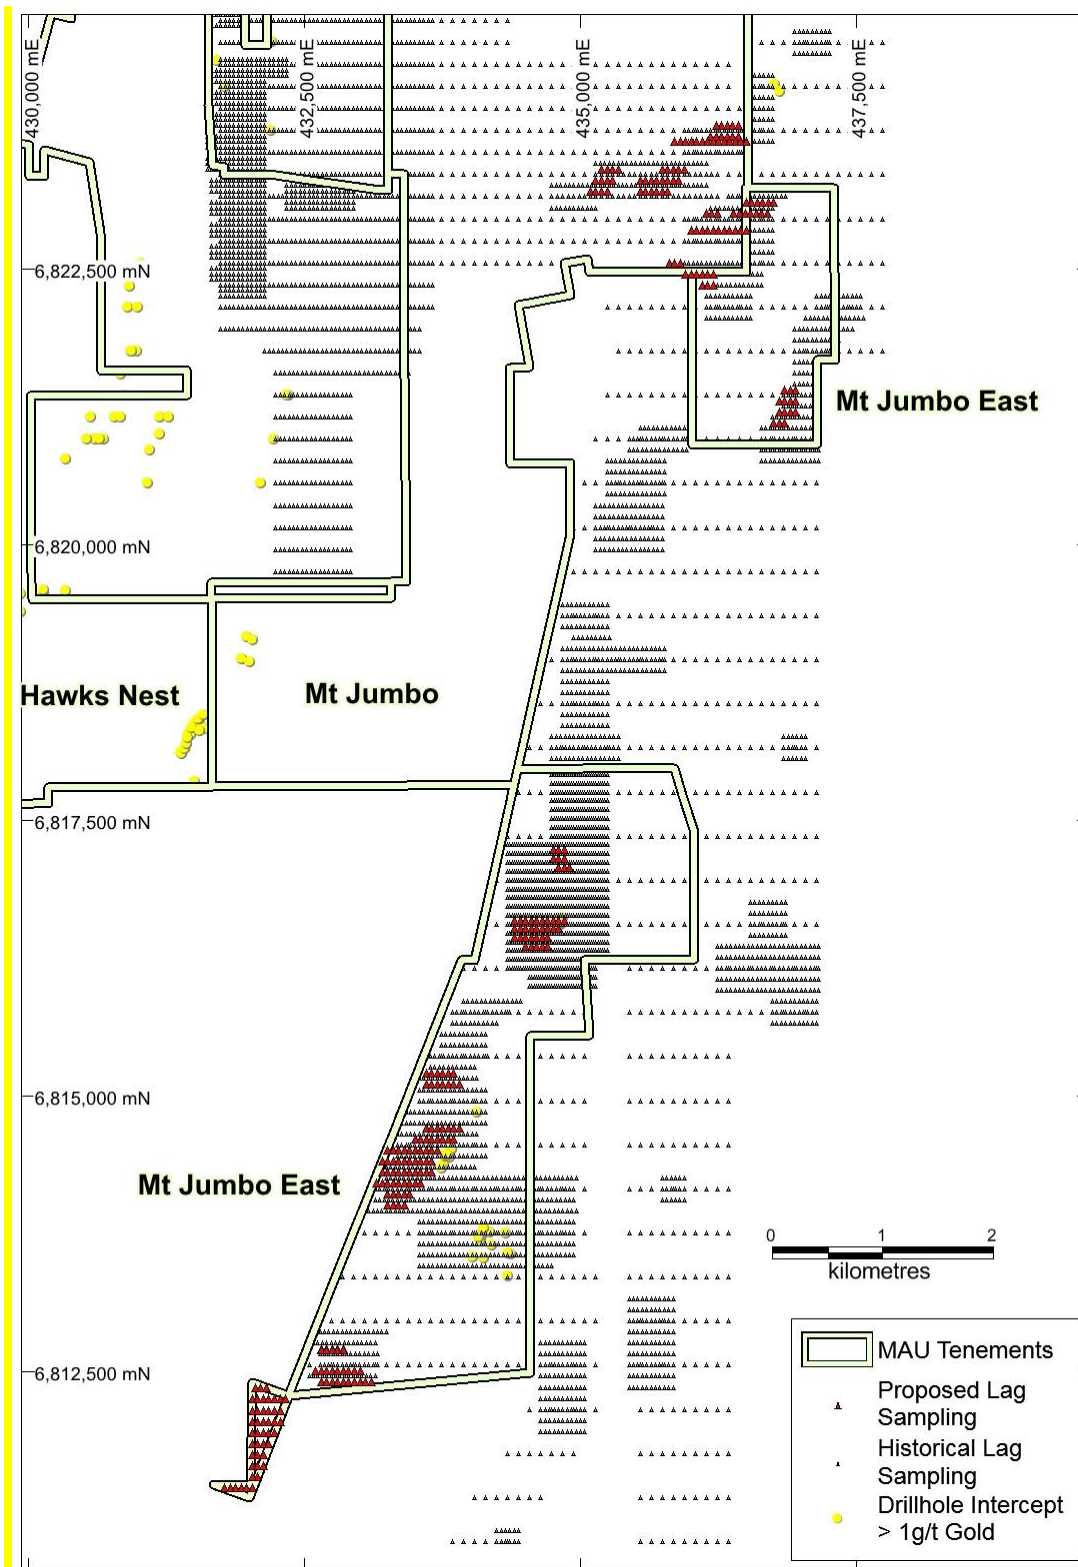 430,000 mE
432,500 mE
435,000 mE
437,500 mE
6,822,500 mN
Mt Jumbo East
6,820,000 mN
Hawks Nest
Mt Jumbo
6,817,500 mN
6,815,000 mN
Mt Jumbo East
0 1 2
kilometres
6,812,500 mN
MAU Tenements
Proposed Lag
Sampling
Historical Lag
Sampling
Drillhole Intercept
> 1g/t Gold